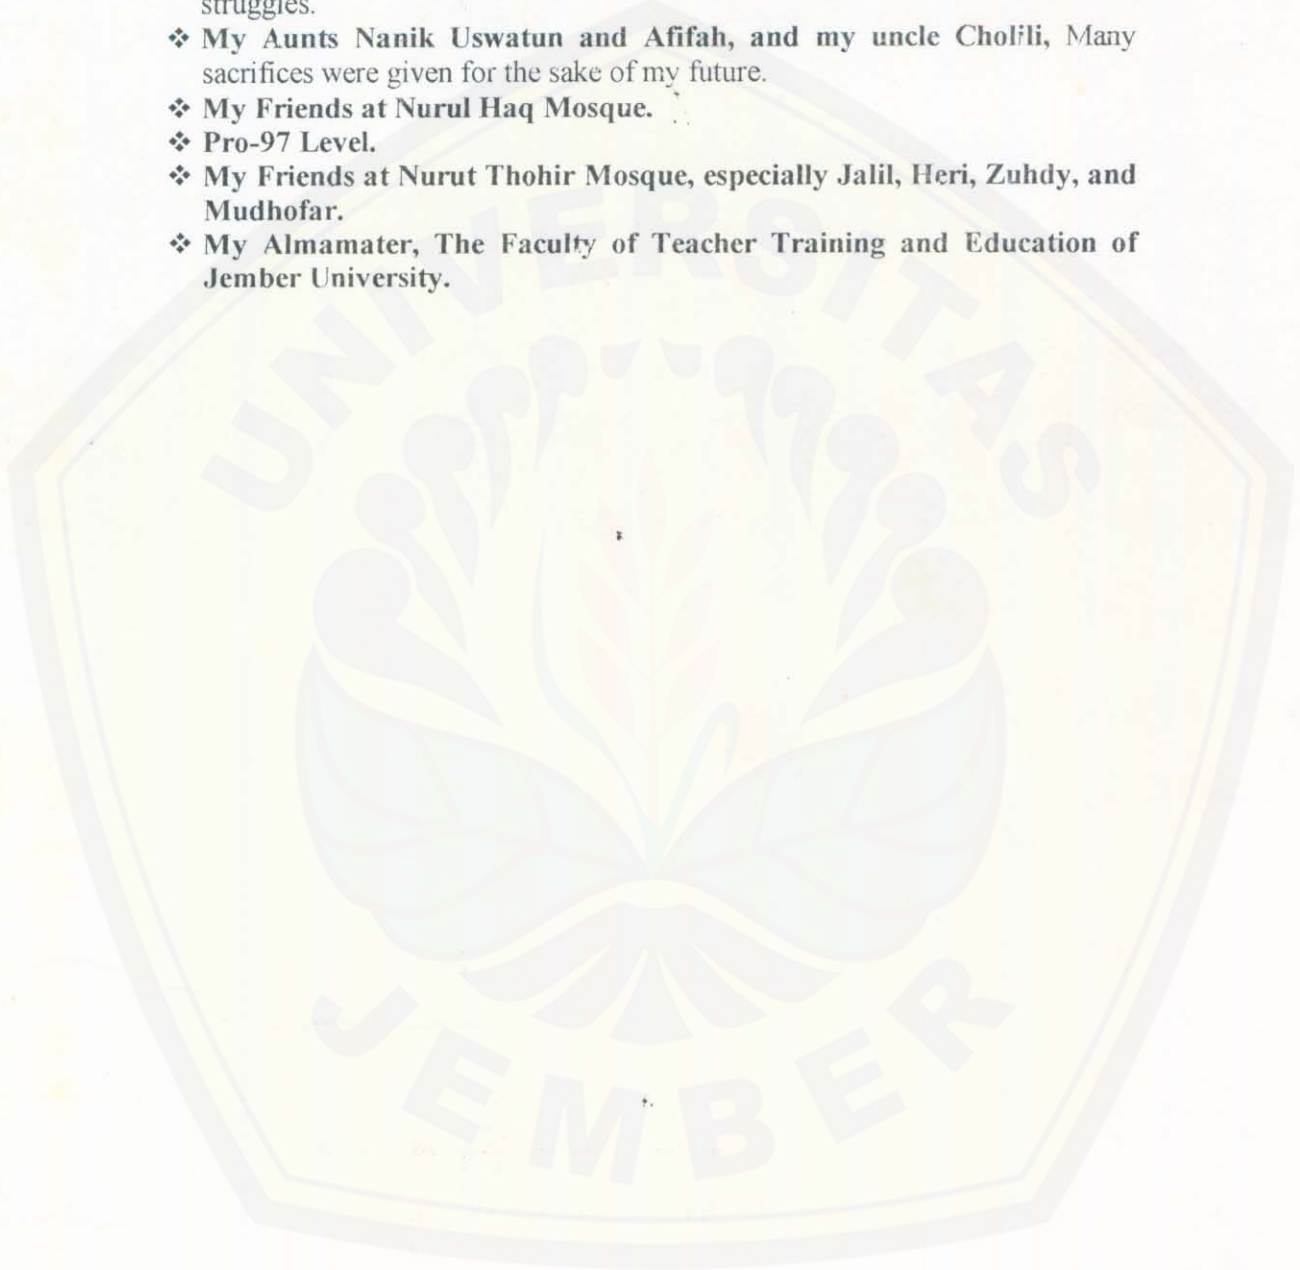 struggles.
❖ My Aunts Nanik Uswatun and Afifah, and my uncle Cholili, Many
sacrifices were given for the sake of my future.
❖ My Friends at Nurul Haq Mosque.
❖ Pro-97 Level.
❖ My Friends at Nurut Thohir Mosque, especially Jalil, Heri, Zuhdy, and
Mudhofar.
❖ My Almamater, The Faculty of Teacher Training and Education of
Jember University.
UNIVERSITAS
JEMBER